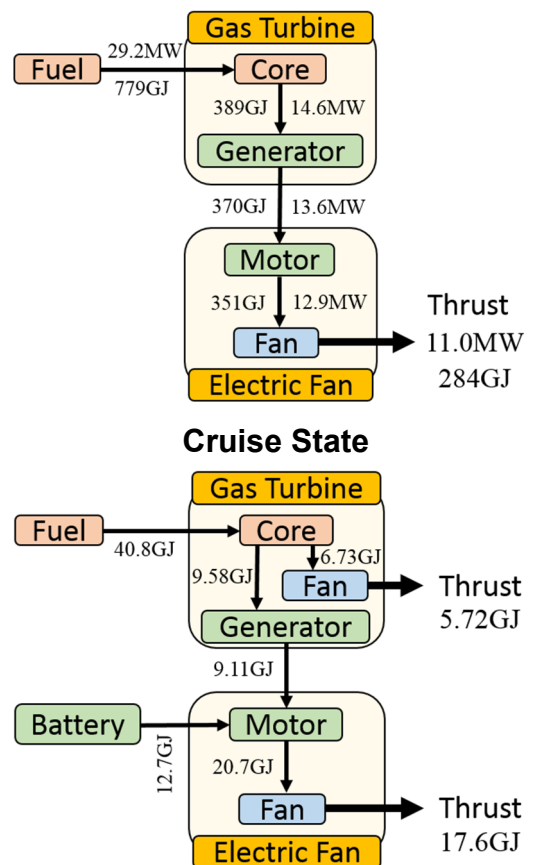 Gas Turbine
29.2MW
Fuel
Core
779GJ
389GJ 14.6MW
Generator
370GJ 13.6MW
Motor
351GJ 12.9MW
Thrust
Fan
11.0MW
284GJ
Electric Fan
Cruise State
Gas Turbine
Fuel
Core
40.8GJ
6.73GJ
9.58GJ
Fan
Thrust
5.72GJ
Generator
9.11GJ
Battery
Motor
12.7GJ
20.7GJ
Fan
Thrust
17.6GJ
Electric Fan